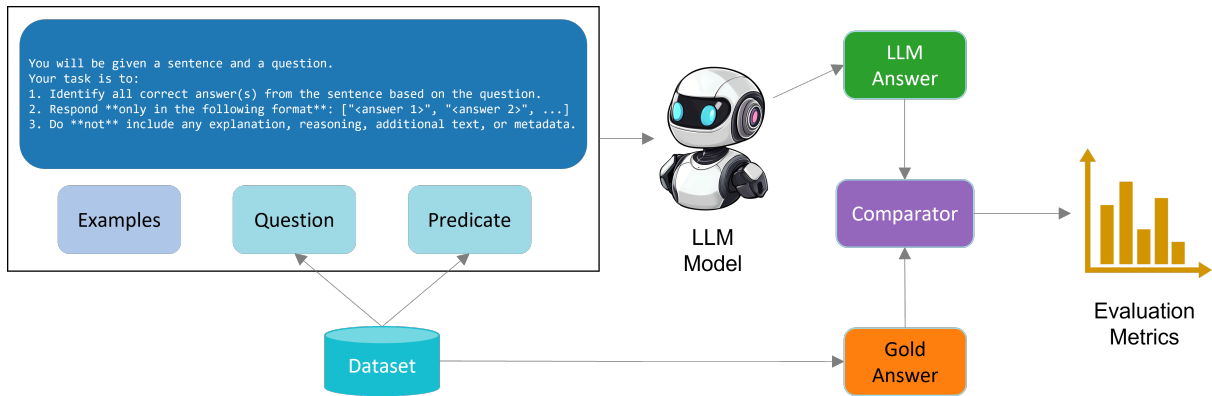 You will be given a sentence and a question.
Your task is to:
1. Identify all correct answer(s) from the sentence based on the question.
2. Respond **only in the following format**: ["<answer 1>", "<answer 2>", ...]
3. Do **not** include any explanation, reasoning, additional text, or metadata.
Examples
Question
Predicate
Dataset
LLM
Model
LLM
Answer
Comparator
Gold
Answer
Evaluation
Metrics